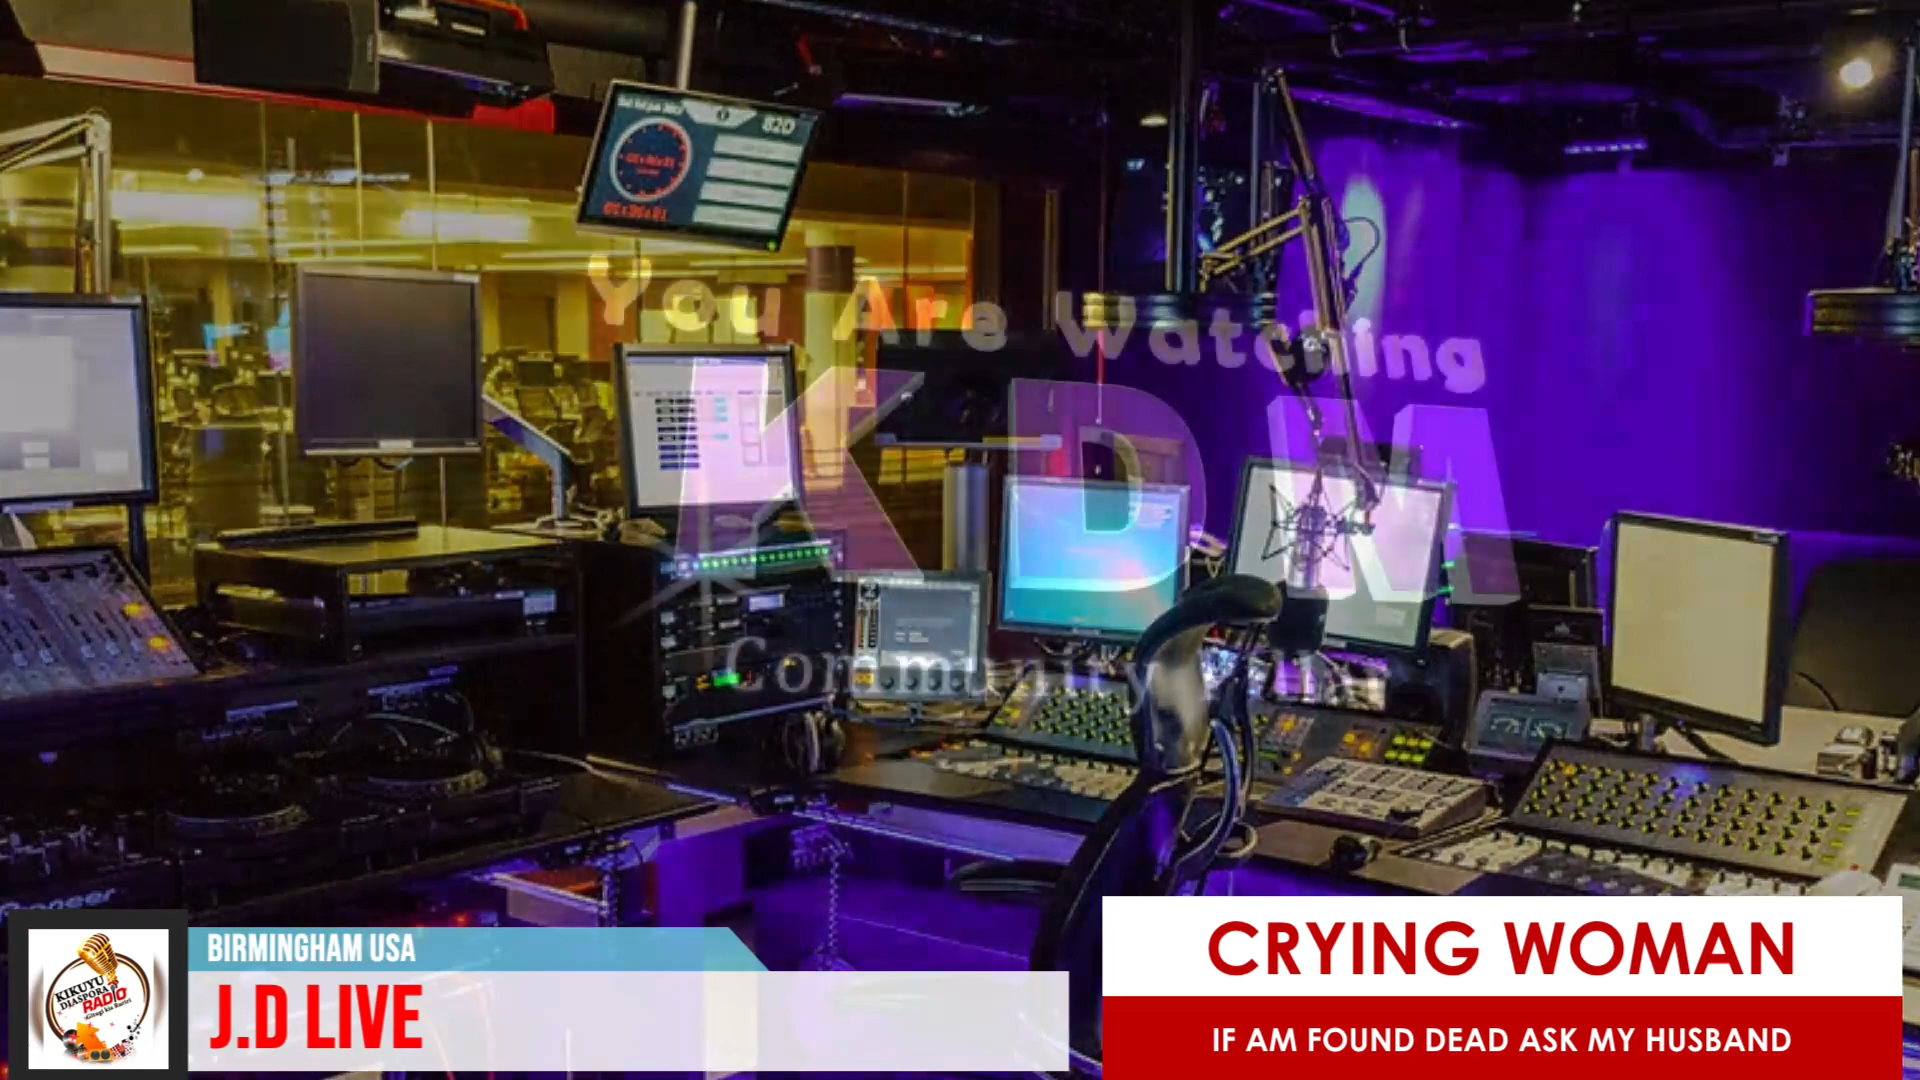 820
You Are Watching
KDM
Community
BIRMINGHAM USA
J.D LIVE
KIKUYU
DIASPORA
RADIO
CRYING WOMAN
IF AM FOUND DEAD ASK MY HUSBAND